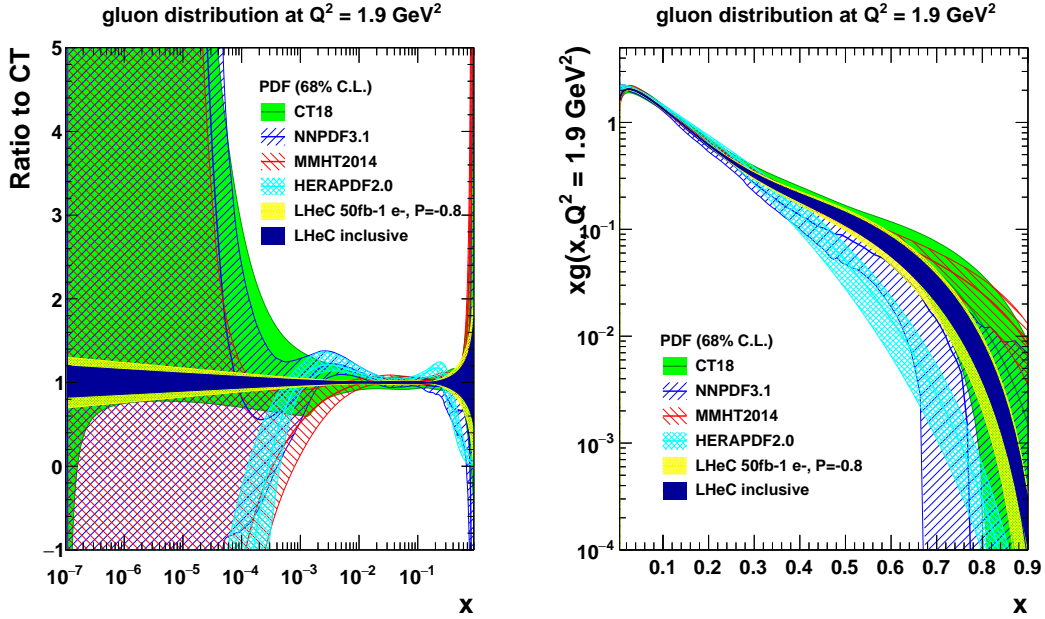 gluon distribution at Q² = 1.9 GeV²
Ratio to CT
5
4
3
2
1
0
−1
PDF (68% C.L.)
CT18
NNPDF3.1
MMHT2014
HERAPDF2.0
LHeC 50fb-1 e-, P=-0.8
LHeC inclusive
10⁻⁷ 10⁻⁶ 10⁻⁵ 10⁻⁴ 10⁻³ 10⁻² 10⁻¹
x
gluon distribution at Q² = 1.9 GeV²
xg(x, Q² = 1.9 GeV²)
1
10⁻¹
10⁻²
10⁻³
10⁻⁴
PDF (68% C.L.)
CT18
NNPDF3.1
MMHT2014
HERAPDF2.0
LHeC 50fb-1 e-, P=-0.8
LHeC inclusive
0.1 0.2 0.3 0.4 0.5 0.6 0.7 0.8 0.9
x